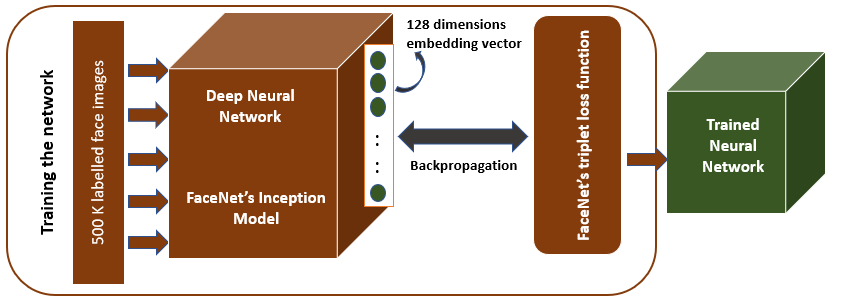 Training the network
500 K labelled face images
Deep Neural
Network
FaceNet's Inception
Model
128 dimensions
embedding vector
Backpropagation
FaceNet's triplet loss function
Trained
Neural
Network